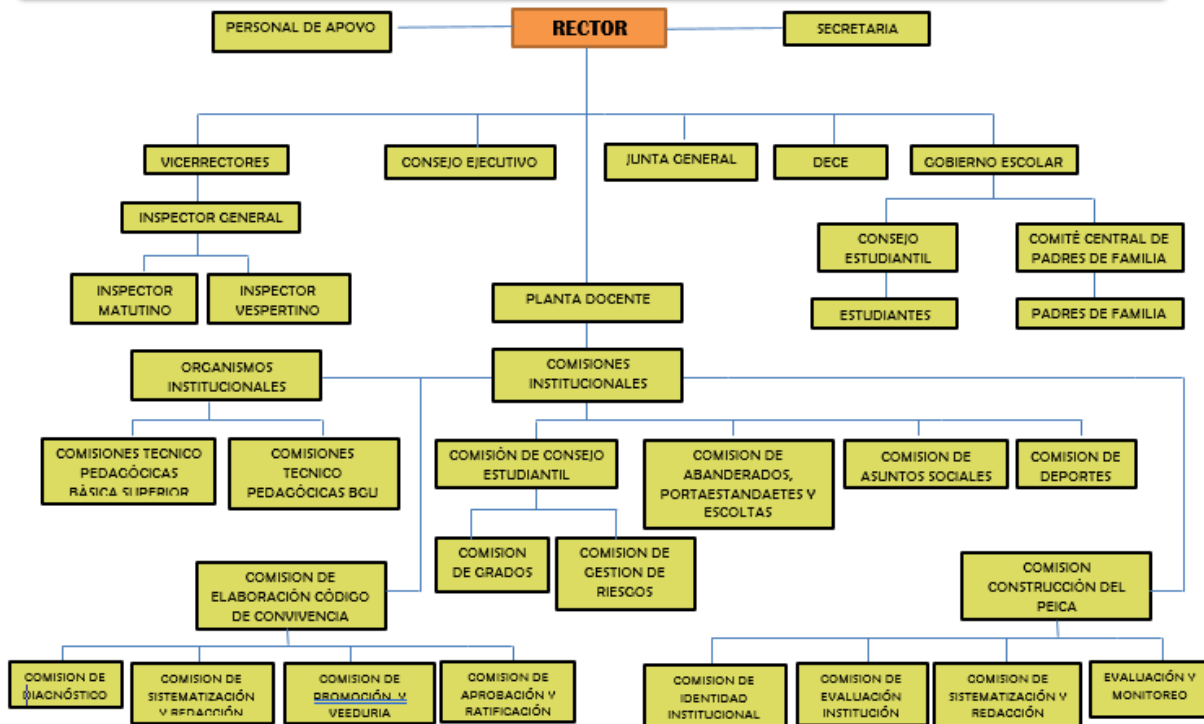 PERSONAL DE APOYO
RECTOR
SECRETARIA
VICERRECTORES
CONSEJO EJECUTIVO
JUNTA GENERAL
DECE
GOBIERNO ESCOLAR
INSPECTOR GENERAL
CONSEJO
ESTUDIANTIL
COMITÉ CENTRAL DE
PADRES DE FAMILIA
INSPECTOR
MATUTINO
INSPECTOR
VESPERTINO
PLANTA DOCENTE
ESTUDIANTES
PADRES DE FAMILIA
ORGANISMOS
INSTITUCIONALES
COMISIONES
INSTITUCIONALES
COMISIONES TECNICO
PEDAGÓGICAS
BÀSICA SUPERIOR
COMISIONES
TECNICO
PEDAGÓGICAS BGU
COMISIÓN DE CONSEJO
ESTUDIANTIL
COMISION DE
ABANDERADOS,
PORTAESTANDAETES Y
ESCOLTAS
COMISION DE
ASUNTOS SOCIALES
COMISION DE
DEPORTES
COMISION
DE GRADOS
COMISION DE
GESTION DE
RIESGOS
COMISION DE
ELABORACIÓN CÓDIGO
DE CONVIVENCIA
COMISION
CONSTRUCCIÓN DEL
PEICA
COMISION DE
DIAGNÓSTICO
COMISION DE
SISTEMATIZACIÓN
Y REDACCIÓN
COMISION DE
PROMOCIÓN Y
VEEDURIA
COMISION DE
APROBACIÓN Y
RATIFICACIÓN
COMISION DE
IDENTIDAD
INSTITUCIONAL
COMISION DE
EVALUACIÓN
INSTITUCIÓN
COMISION DE
SISTEMATIZACIÓN Y
REDACCIÓN
EVALUACIÓN Y
MONITOREO